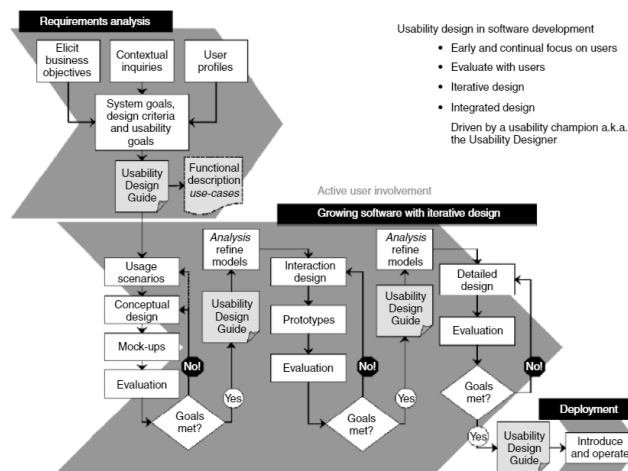 Requirements analysis
Elicit
business
objectives
Contextual
inquiries
User
profiles
System goals,
design criteria
and usability
goals
Usability
Design
Guide
Functional
description
use-cases
Usability design in software development
• Early and continual focus on users
• Evaluate with users
• Iterative design
• Integrated design
Driven by a usability champion a.k.a.
the Usability Designer
Active user involvement
Growing software with iterative design
Usage
scenarios
Conceptual
design
Mock-ups
Evaluation
No!
Goals
met?
Yes
Usability
Design
Guide
Analysis
refine
models
Interaction
design
Prototypes
Evaluation
No!
Goals
met?
Yes
Usability
Design
Guide
Analysis
refine
models
Detailed
design
Evaluation
No!
Goals
met?
Yes
Usability
Design
Guide
Deployment
Introduce
and operate